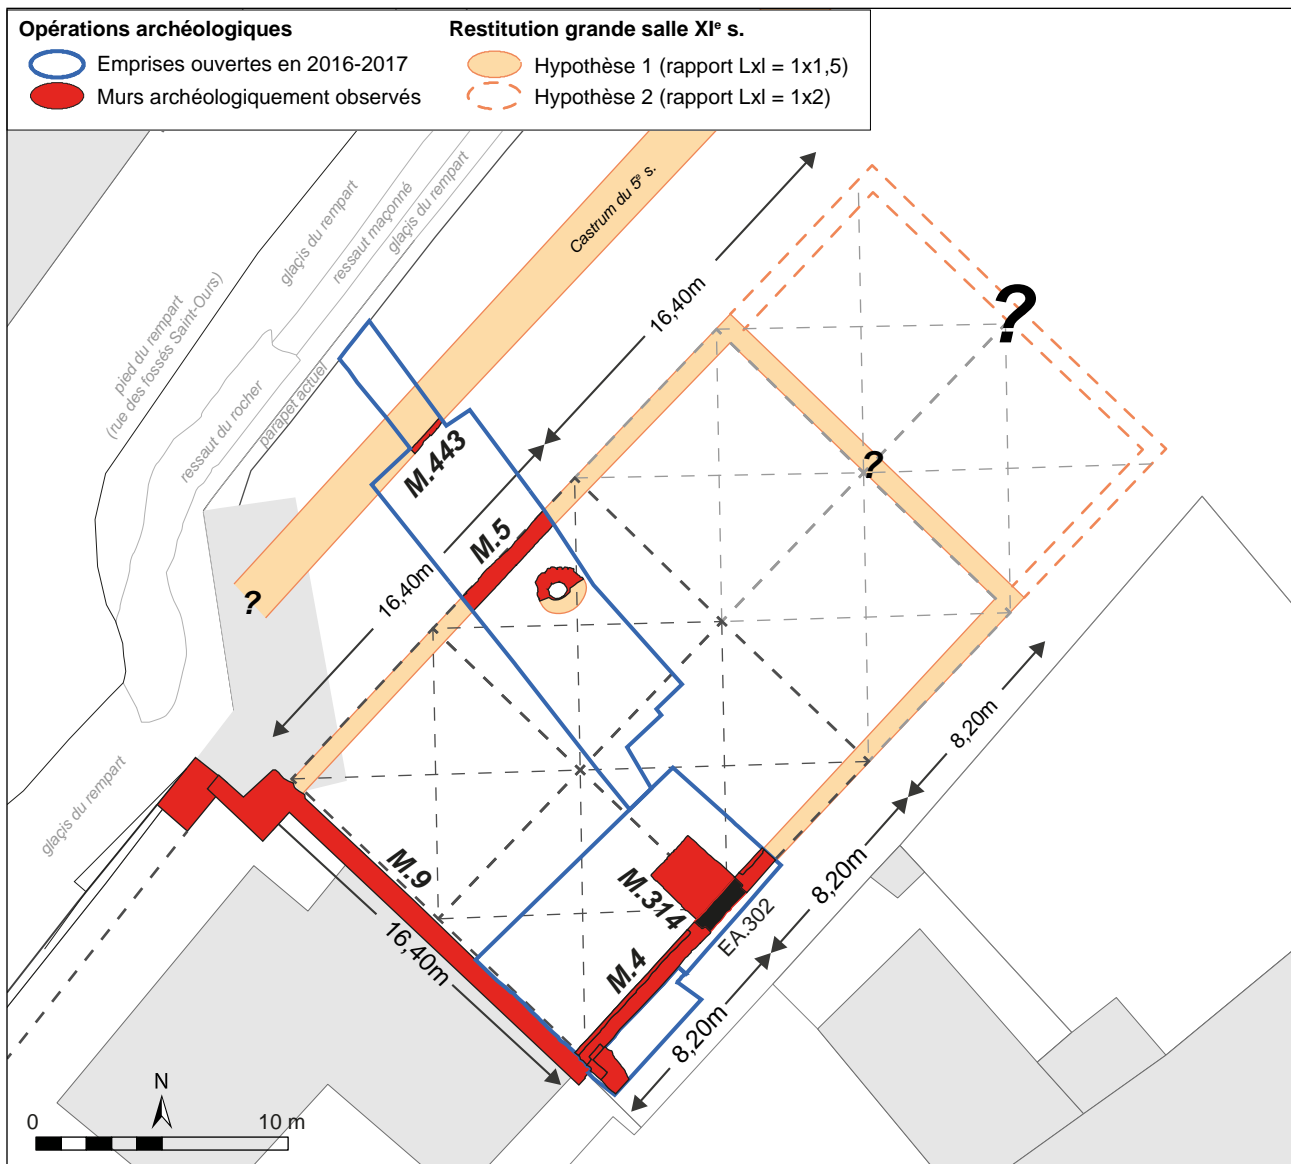 Opérations archéologiques
Emprises ouvertes en 2016-2017
Murs archéologiquement observés
Restitution grande salle XIe s.
Hypothèse 1 (rapport Lxl = 1x1,5)
Hypothèse 2 (rapport Lxl = 1x2)
glaçis du rempart
ressaut maçonné
glaçis du rempart
Castrum du 5e s.
pied du rempart
(rue des fossés Saint-Ours)
ressaut du rocher
parapet actuel
16,40m
?
M.443
?
M.5
16,40m
?
glaçis du rempart
M.9
16,40m
M.314
M.4
EA.302
8,20m
8,20m
8,20m
N
0
10 m